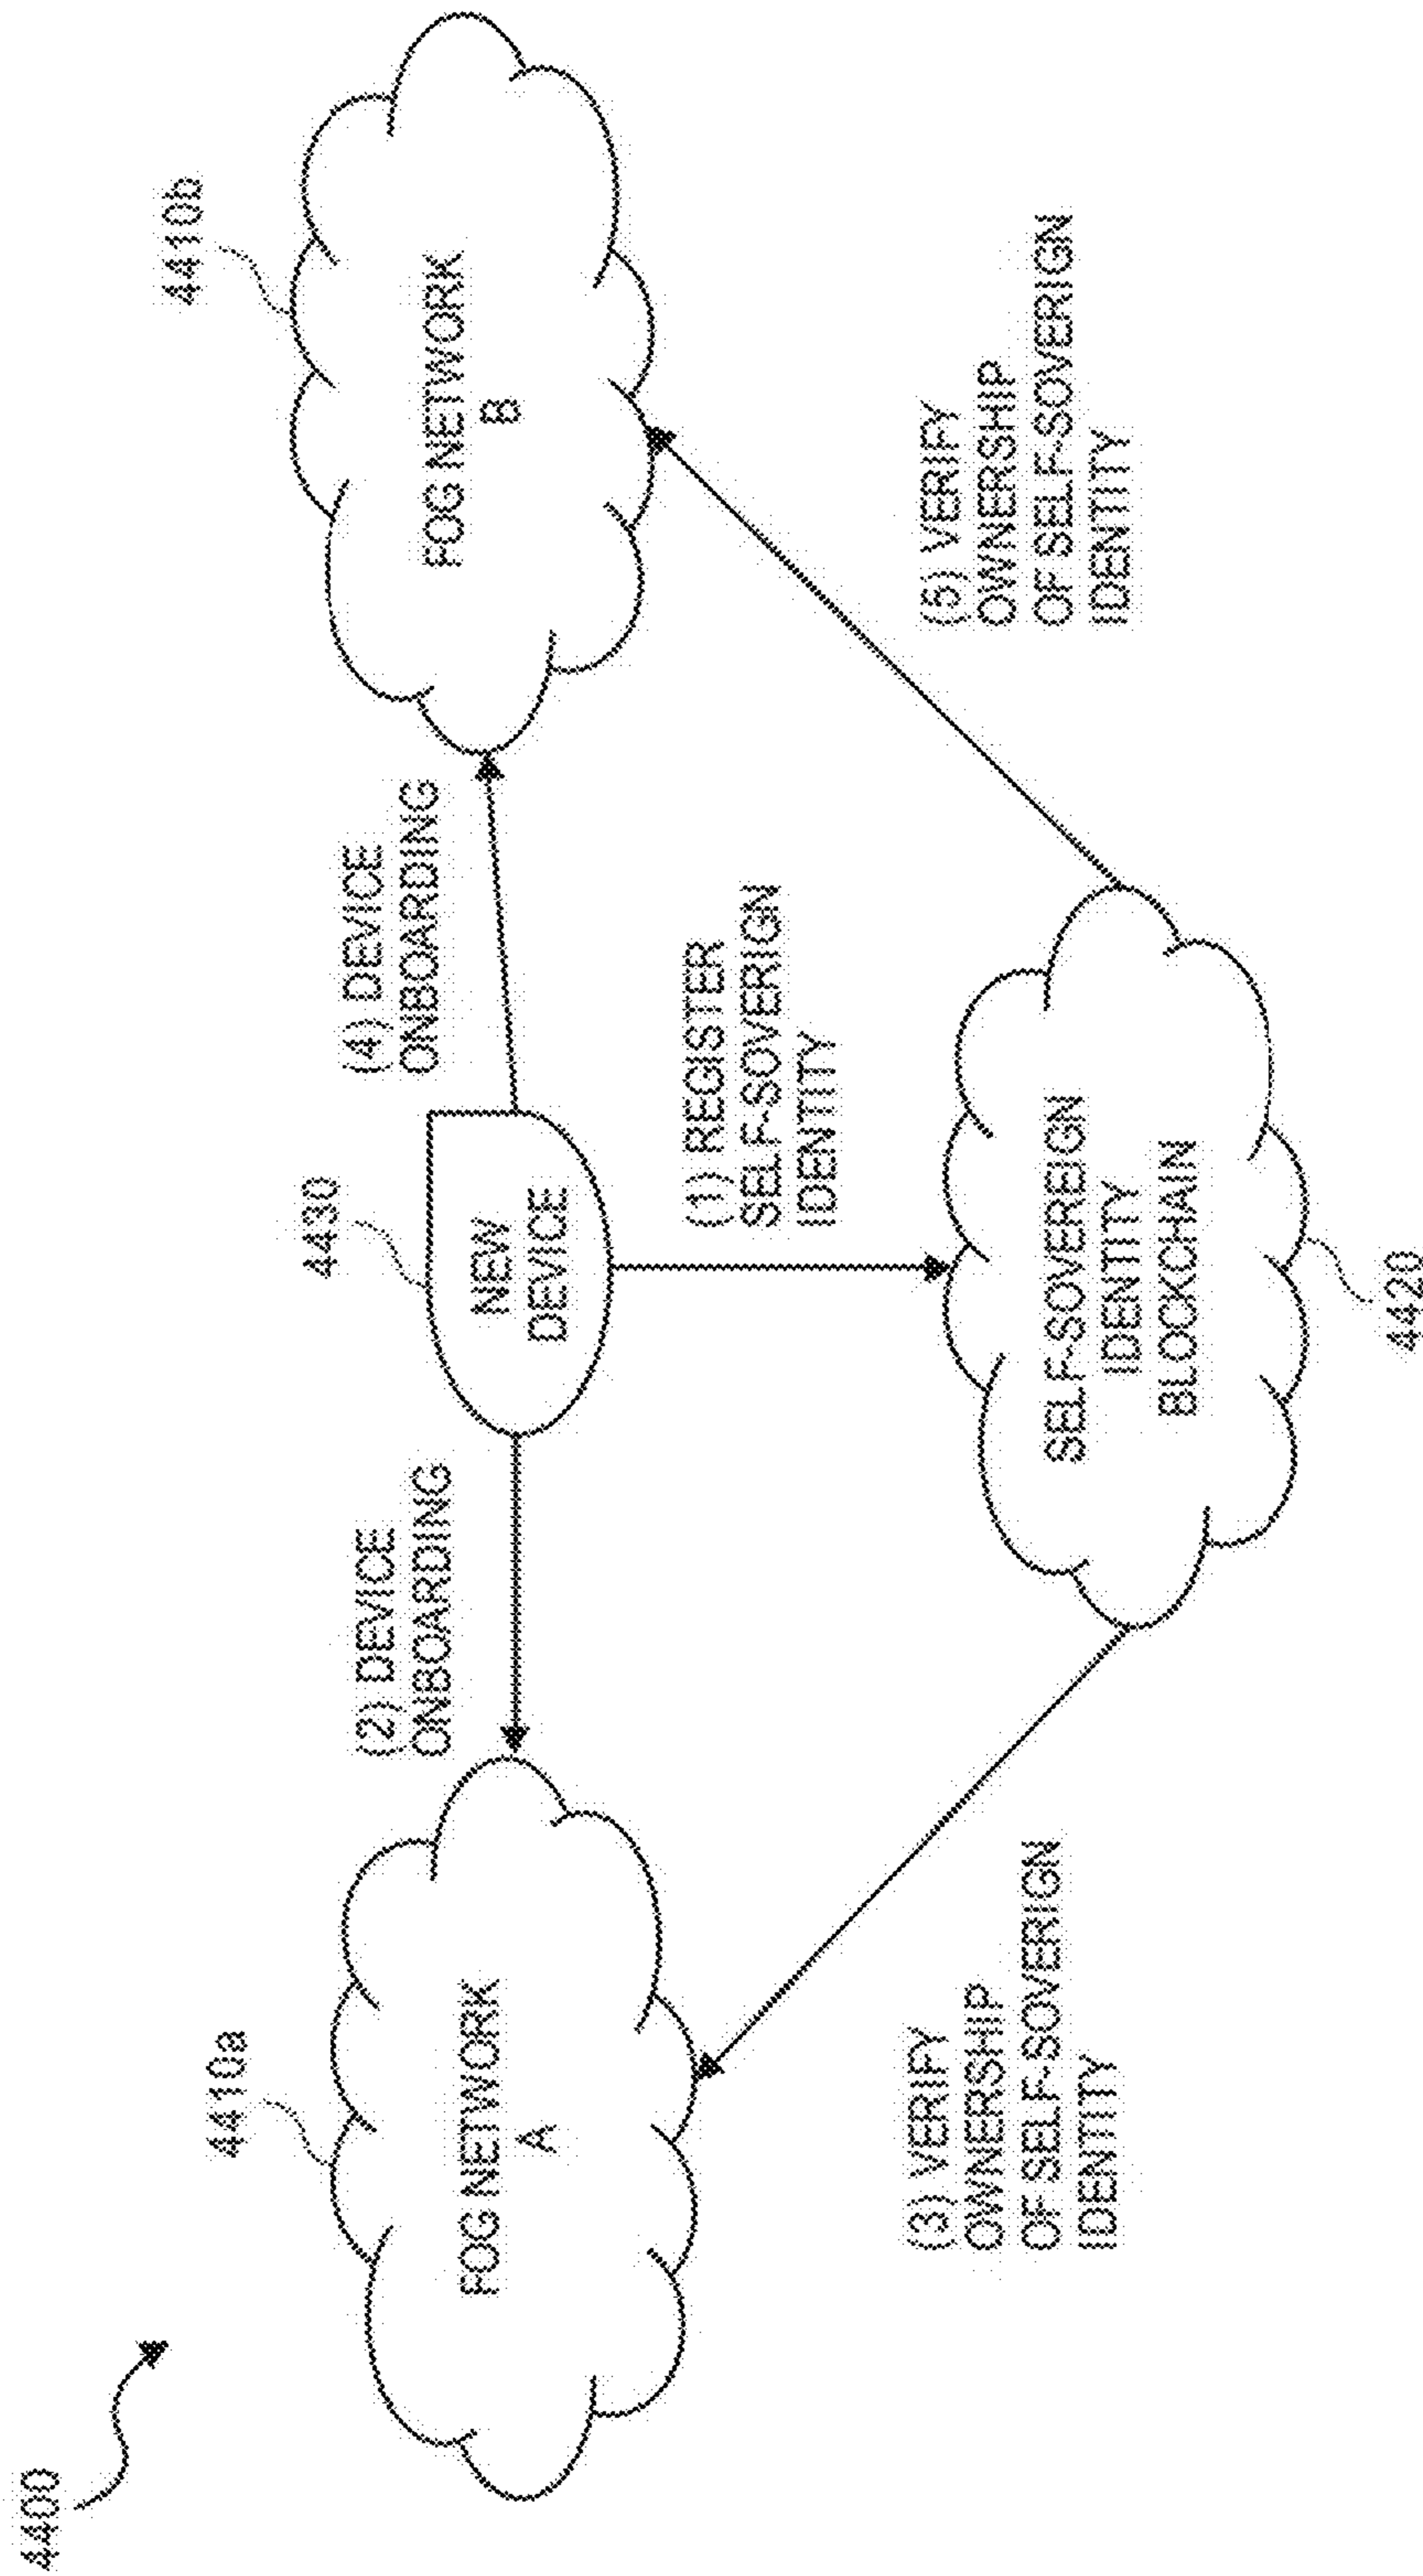 4400
4410a
FOG NETWORK
A
(2) DEVICE
ONBOARDING
4430
NEW
DEVICE
(4) DEVICE
ONBOARDING
4410b
FOG NETWORK
B
(1) REGISTER
SELF-SOVERIGN
IDENTITY
(3) VERIFY
OWNERSHIP
OF SELF-SOVERIGN
IDENTITY
SELF-SOVEREIGN
IDENTITY
BLOCKCHAIN
4420
(5) VERIFY
OWNERSHIP
OF SELF-SOVERIGN
IDENTITY